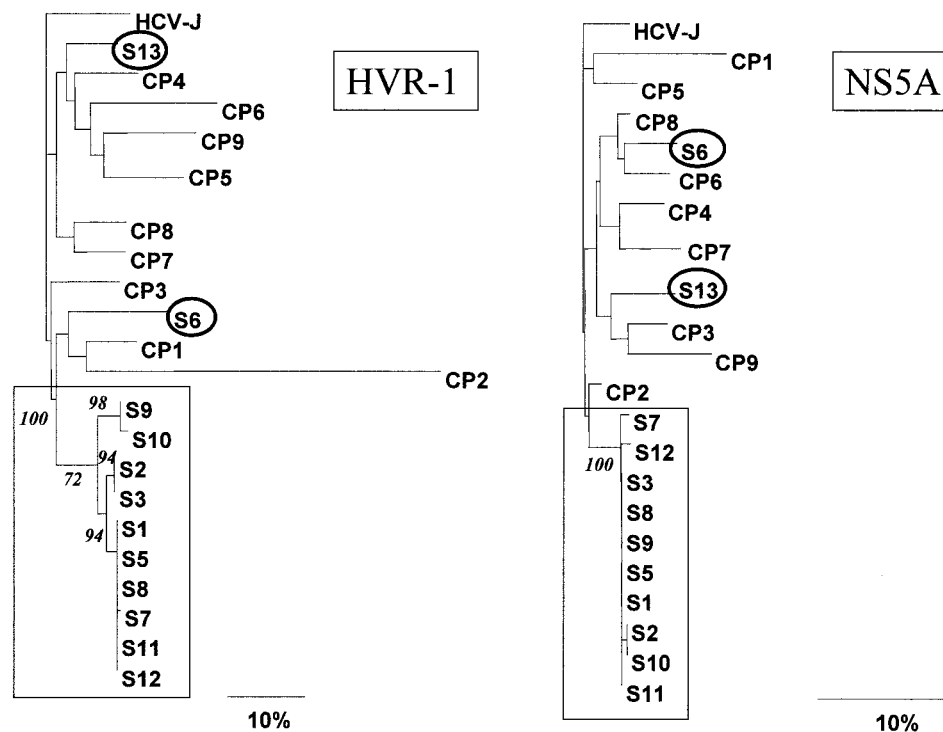 HCV-J
S13
CP4
CP6
CP9
CP5
CP8
CP7
CP3
S6
CP1
CP2
100
98
S9
S10
94
S2
72
S3
94
S1
S5
S8
S7
S11
S12
10%
HVR-1
HCV-J
CP1
CP5
CP8
S6
CP6
CP4
CP7
S13
CP3
CP9
CP2
S7
100
S12
S3
S8
S9
S5
S1
S2
S10
S11
10%
NS5A